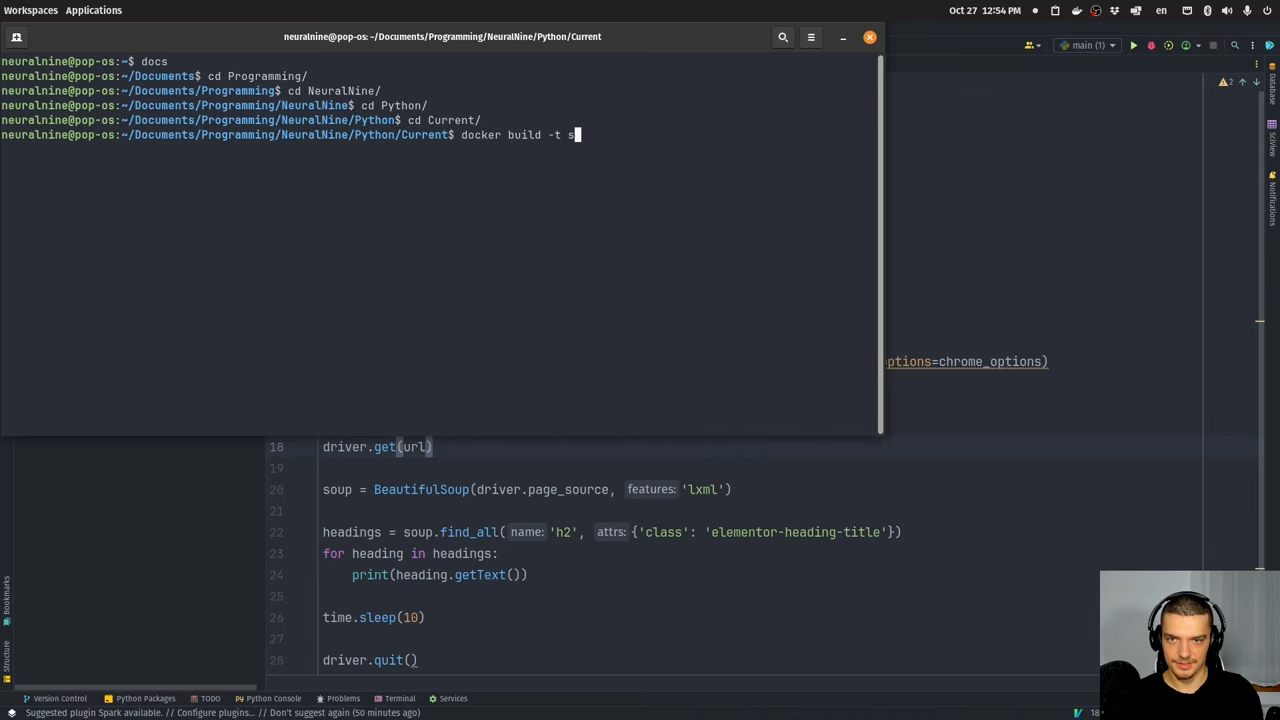 Workspaces Applications Oct 27 12:54 PM en
neuralnine@pop-os: ~/Documents/Programming/NeuralNine/Python/Current
main (1)
neuralnine@pop-os:~$ docs
neuralnine@pop-os:~/Documents$ cd Programming/
neuralnine@pop-os:~/Documents/Programming$ cd NeuralNine/
neuralnine@pop-os:~/Documents/Programming/NeuralNine$ cd Python/
neuralnine@pop-os:~/Documents/Programming/NeuralNine/Python$ cd Current/
neuralnine@pop-os:~/Documents/Programming/NeuralNine/Python/Current$ docker build -t s
2
Database
SciView
Notifications
ptions=chrome_options)
18 driver.get(url)
19
20 soup = BeautifulSoup(driver.page_source, features: 'lxml')
21
22 headings = soup.find_all( name: 'h2', attrs: {'class': 'elementor-heading-title'})
23 for heading in headings:
24 print(heading.getText())
25
26 time.sleep(10)
27
28 driver.quit()
Bookmarks
Structure
Version Control Python Packages TODO Python Console Problems Terminal Services
Suggested plugin Spark available. // Configure plugins... // Don't suggest again (50 minutes ago)